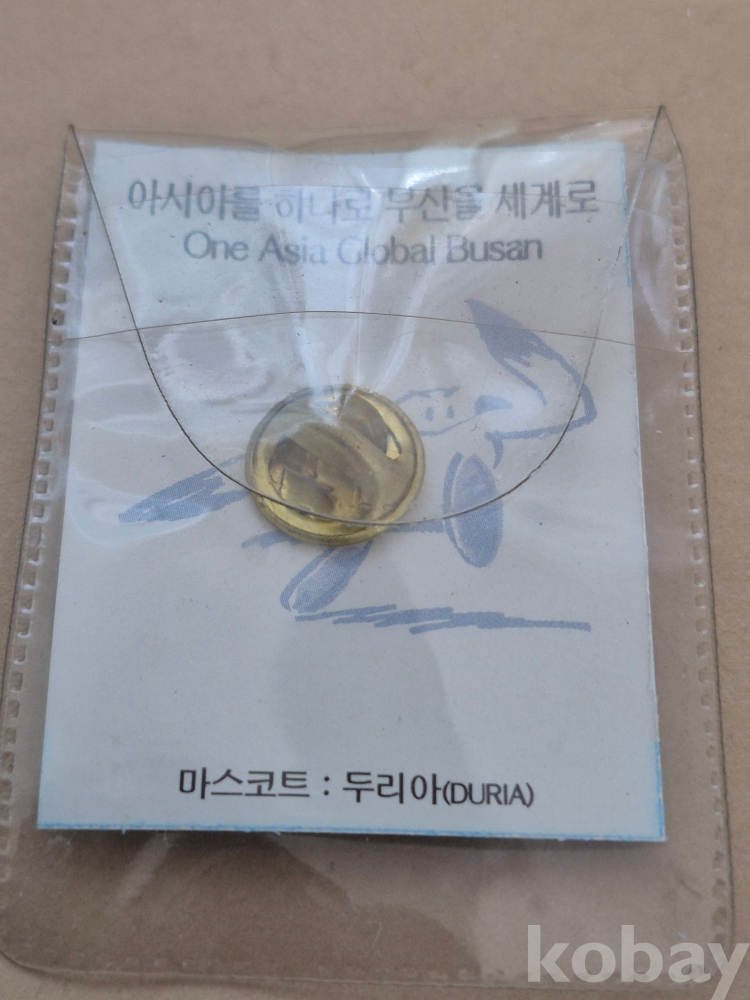 아시아를 하나로 부산을 세계로
One Asia Global Busan
마스코트 : 두리아(DURIA)
kobay